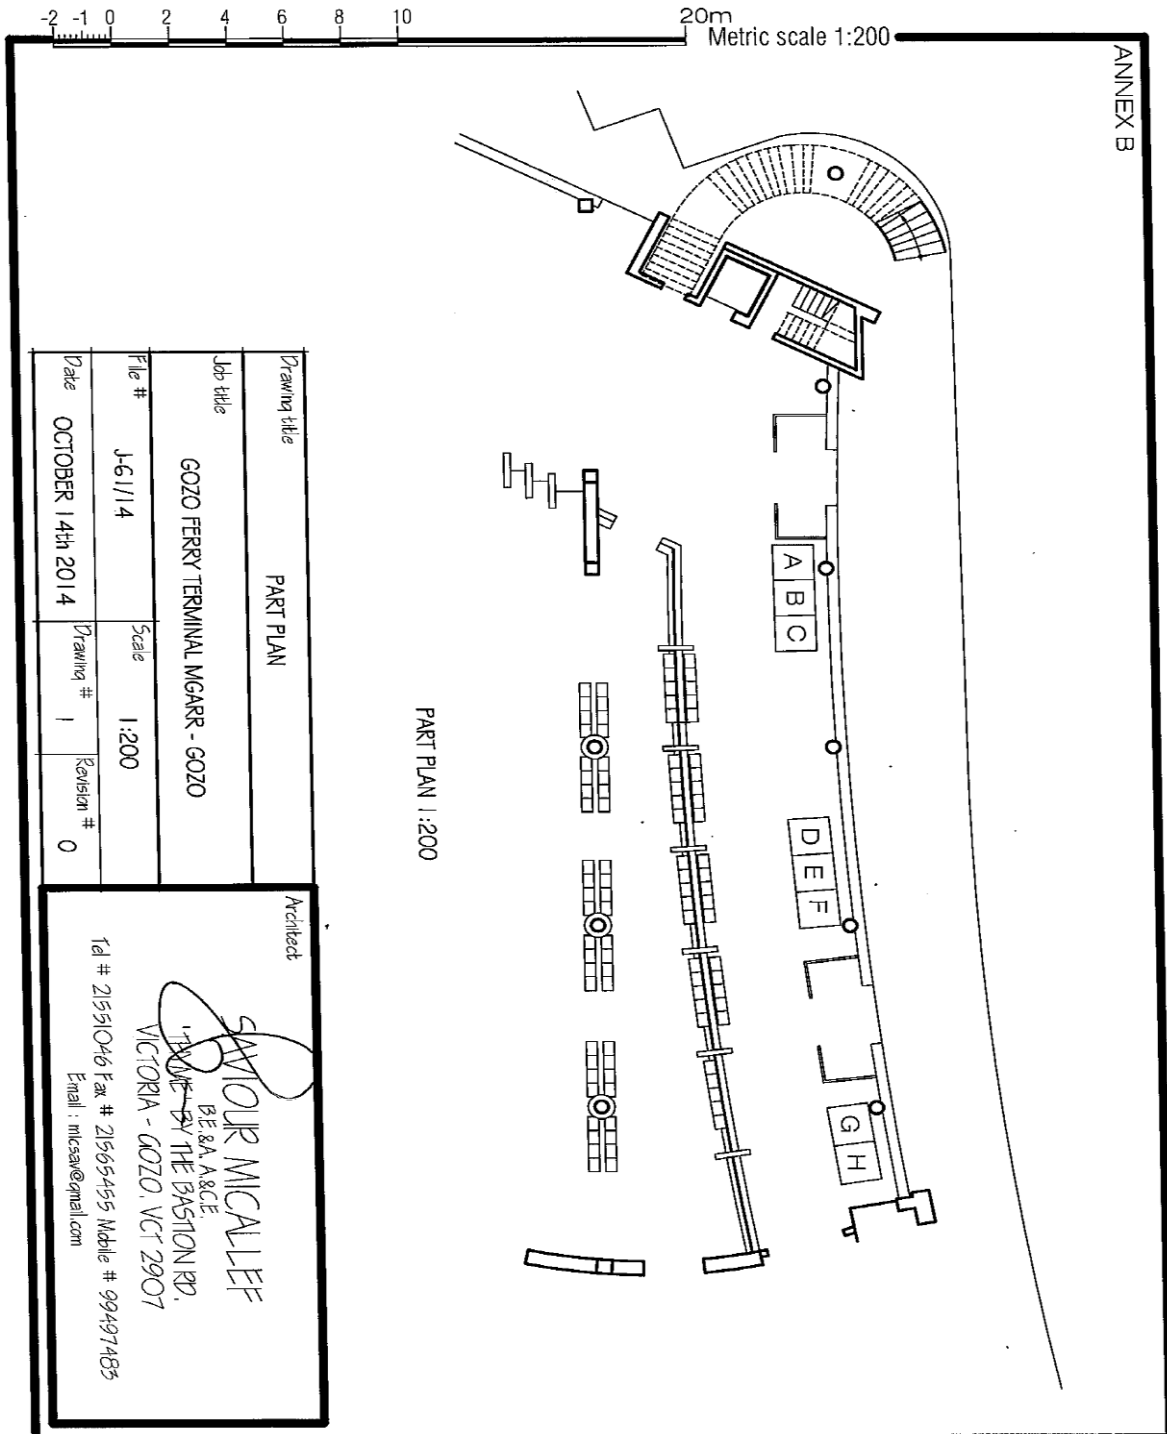 -2 -1 0 2 4 6 8 10 20m
Metric scale 1:200
ANNEX B
A B C
D E F
G H
PART PLAN 1:200
Drawing title
PART PLAN
Job title
GOZO FERRY TERMINAL MGARR - GOZO
File #
J-61/14
Scale
1:200
Date
OCTOBER 14th 2014
Drawing #
1
Revision #
0
Architect
SAVIOUR MICALLEF
B.E.&A. A.&C.E.
BY THE BASTION RD.
VICTORIA - GOZO. VCT 2907
Tel # 21551046 Fax # 21565455 Mobile # 99497483
Email : micsav@gmail.com